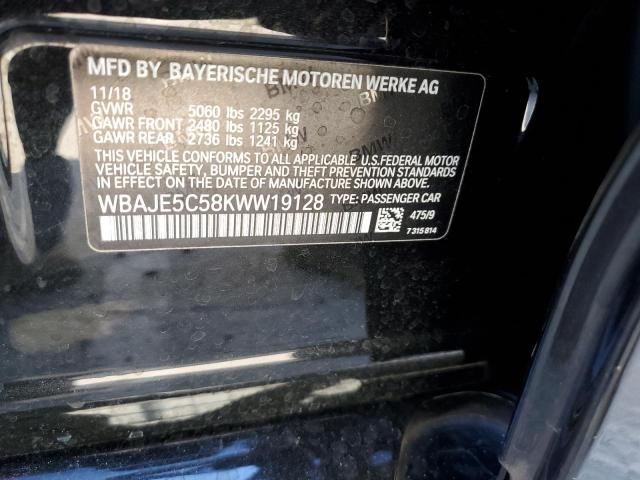 MFD BY BAYERISCHE MOTOREN WERKE AG
11/18
GVWR 5060 lbs 2295 kg
GAWR FRONT 2480 lbs 1125 kg
GAWR REAR 2736 lbs 1241 kg
THIS VEHICLE CONFORMS TO ALL APPLICABLE U.S.FEDERAL MOTOR
VEHICLE SAFETY, BUMPER AND THEFT PREVENTION
STANDARDS IN EFFECT ON THE DATE OF MANUFACTURE SHOWN ABOVE.
WBAJE5C58KWW19128 TYPE: PASSENGER CAR
475/9
7315814